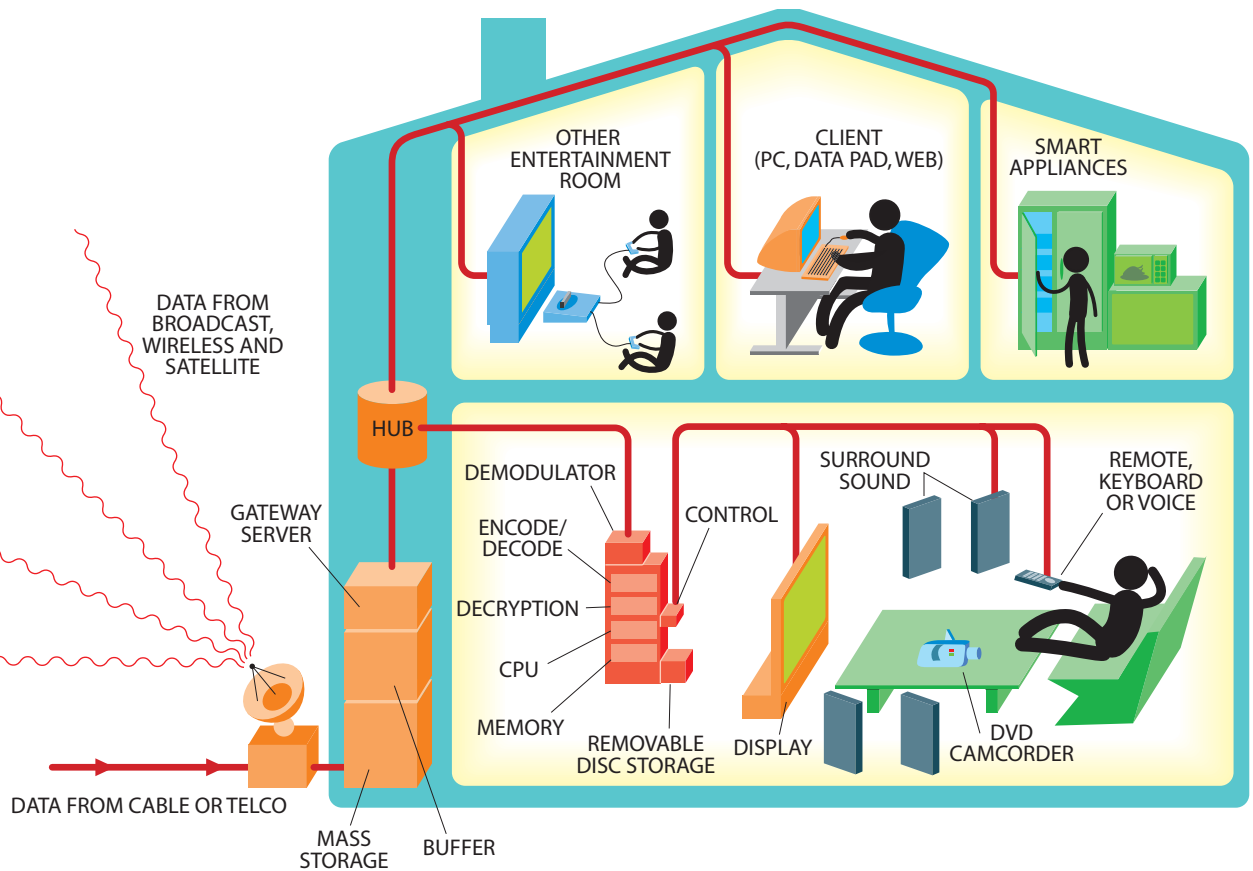 OTHER
ENTERTAINMENT
ROOM
CLIENT
(PC, DATA PAD, WEB)
SMART
APPLIANCES
DATA FROM
BROADCAST,
WIRELESS AND
SATELLITE
HUB
GATEWAY
SERVER
DEMODULATOR
ENCODE/
DECODE
DECRYPTION
CPU
MEMORY
CONTROL
REMOVABLE
DISC STORAGE
DISPLAY
SURROUND
SOUND
REMOTE,
KEYBOARD
OR VOICE
DVD
CAMCORDER
DATA FROM CABLE OR TELCO
MASS
STORAGE
BUFFER